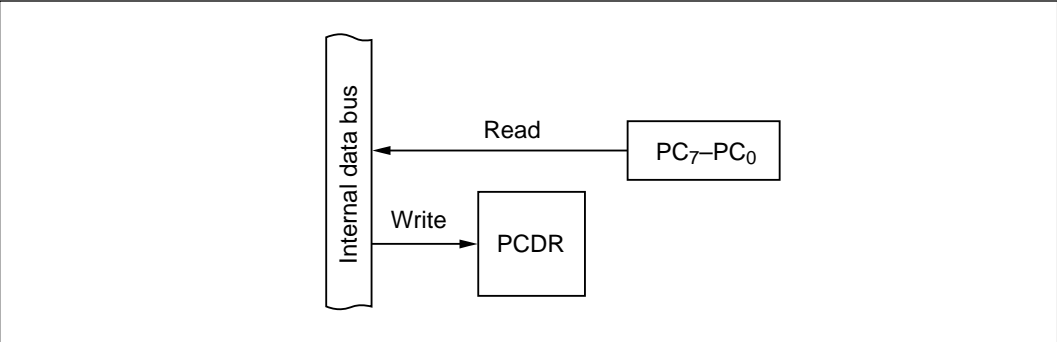 Internal data bus
Read
PC₇–PC₀
Write
PCDR